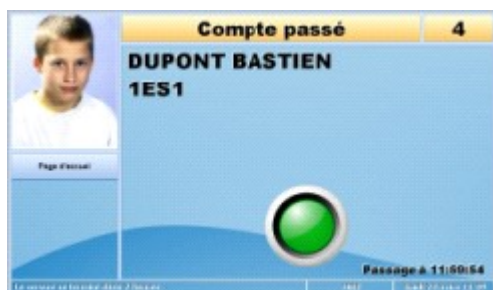 Compte passé 4
DUPONT BASTIEN
1ES1
Page d'accueil
Passage à 11:59:54